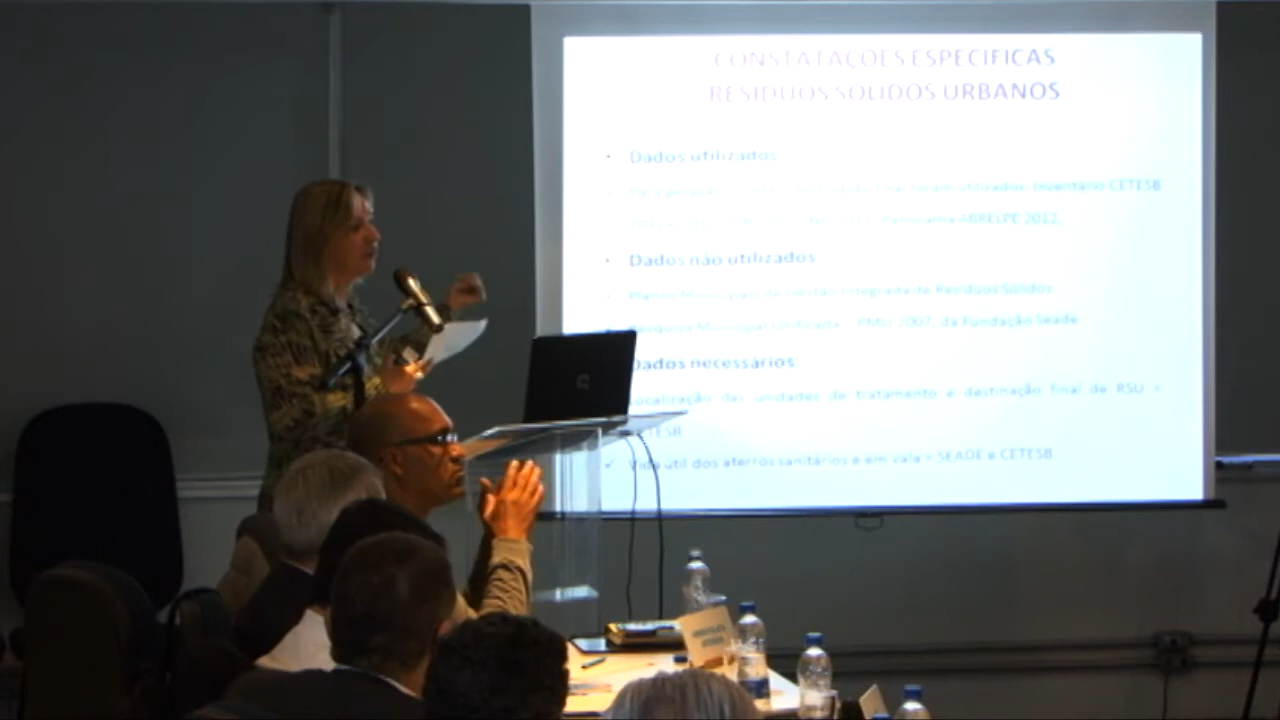 CONSTATAÇÕES ESPECÍFICAS
RESÍDUOS SÓLIDOS URBANOS
Dados utilizados
foram utilizados: Inventário CETESB
Panorama ABRELPE 2012.
Dados não utilizados
Planos Municipais de Gestão Integrada de Resíduos Sólidos
Pesquisa Municipal Unificada - PMU 2007, da Fundação Seade
Dados necessários
Localização das unidades de tratamento e destinação final de RSU =
CETESB
✓ Vida útil dos aterros sanitários e em vala = SEADE e CETESB